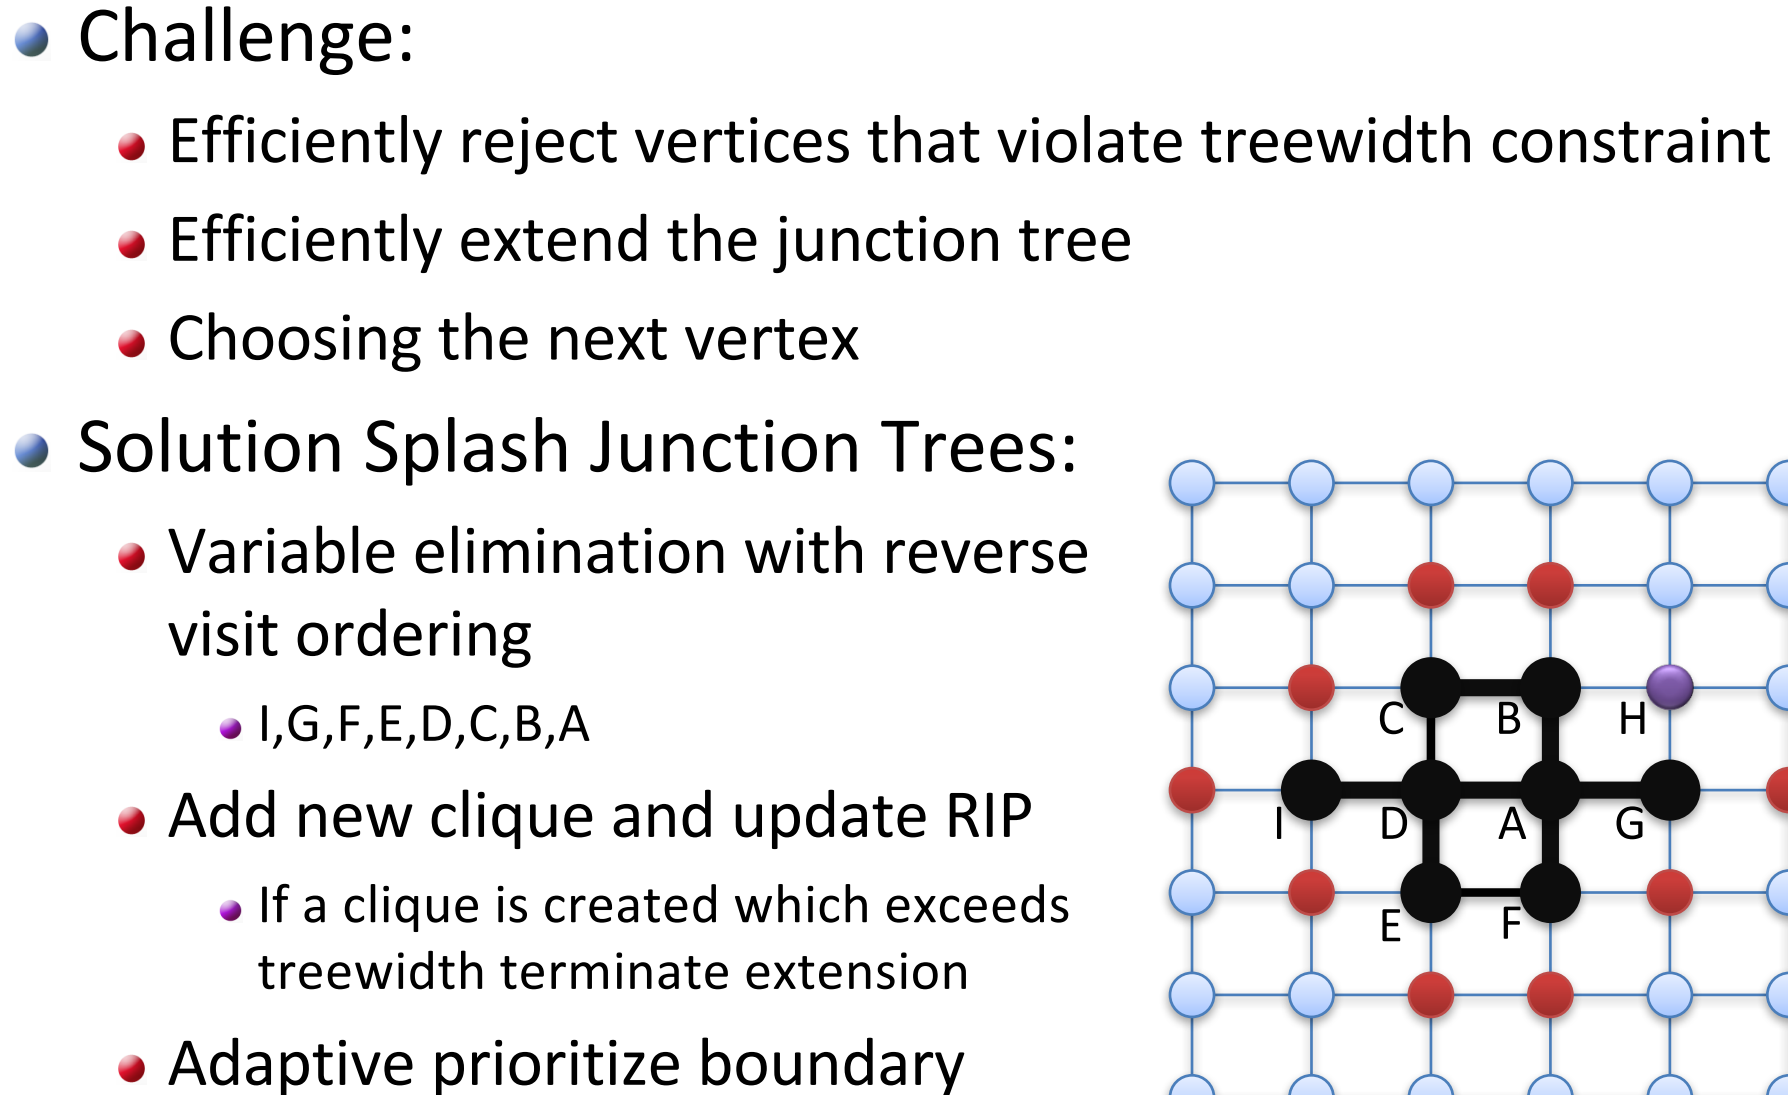 Challenge:
Efficiently reject vertices that violate treewidth constraint
Efficiently extend the junction tree
Choosing the next vertex
Solution Splash Junction Trees:
Variable elimination with reverse
visit ordering
I,G,F,E,D,C,B,A
Add new clique and update RIP
If a clique is created which exceeds
treewidth terminate extension
Adaptive prioritize boundary
C B H
I D A G
E F